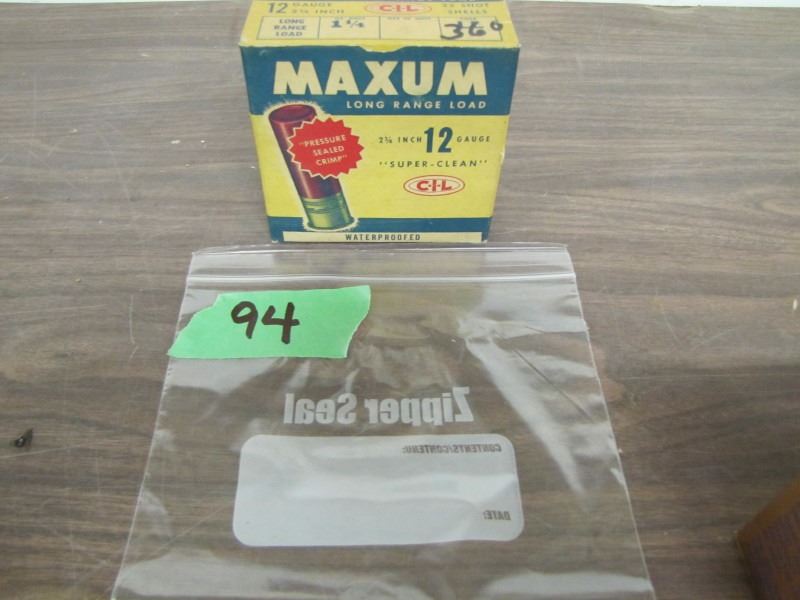 12 GAUGE
2¾ INCH
C-I-L
25 SHOT
SHELLS
LONG
RANGE
LOAD
1¼
360
MAXUM
LONG RANGE LOAD
"PRESSURE
SEALED
CRIMP"
2¾ INCH 12 GAUGE
"SUPER-CLEAN"
C-I-L
WATERPROOFED
94
Zipper Seal
CONTENTS/CONTENU:
DATE: